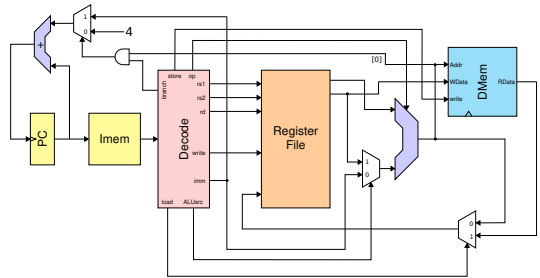 1
0
4
+
[0]
Addr
WData
write
RData
DMem
store
op
branch
rs1
rs2
rd
write
imm
load
ALUsrc
Decode
PC
Imem
Register
File
1
0
0
1